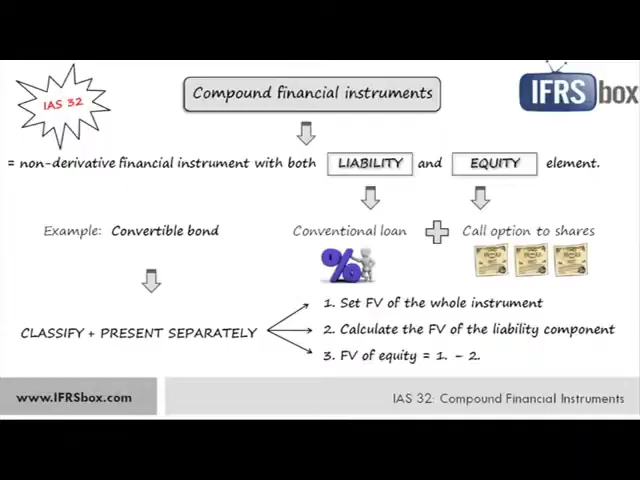 IAS 32
Compound financial instruments
IFRSbox
= non-derivative financial instrument with both LIABILITY and EQUITY element.
Example: Convertible bond
Conventional loan + Call option to shares
%
CLASSIFY + PRESENT SEPARATELY
1. Set FV of the whole instrument
2. Calculate the FV of the liability component
3. FV of equity = 1. - 2.
www.IFRSbox.com
IAS 32: Compound Financial Instruments